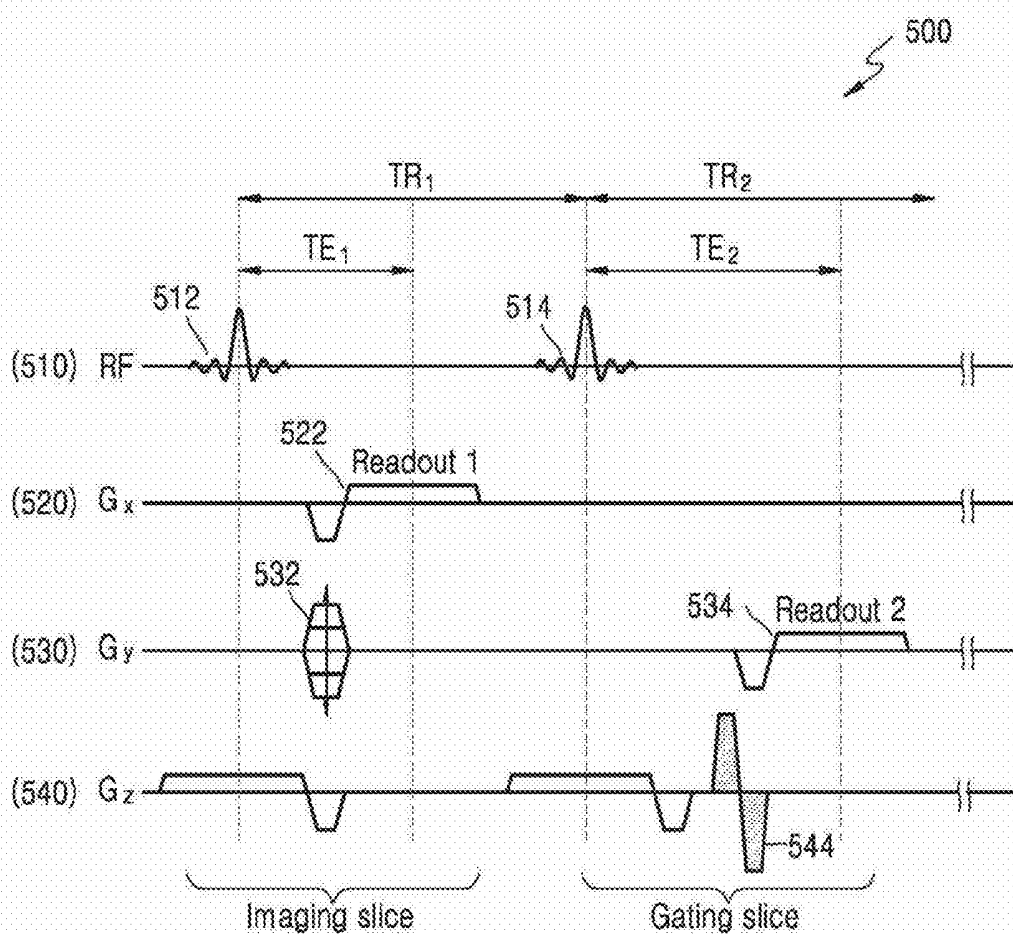 500
TR₁ TR₂
TE₁ TE₂
512 514
(510) RF
522 Readout 1
(520) Gx
532 534 Readout 2
(530) Gy
(540) Gz
544
Imaging slice Gating slice